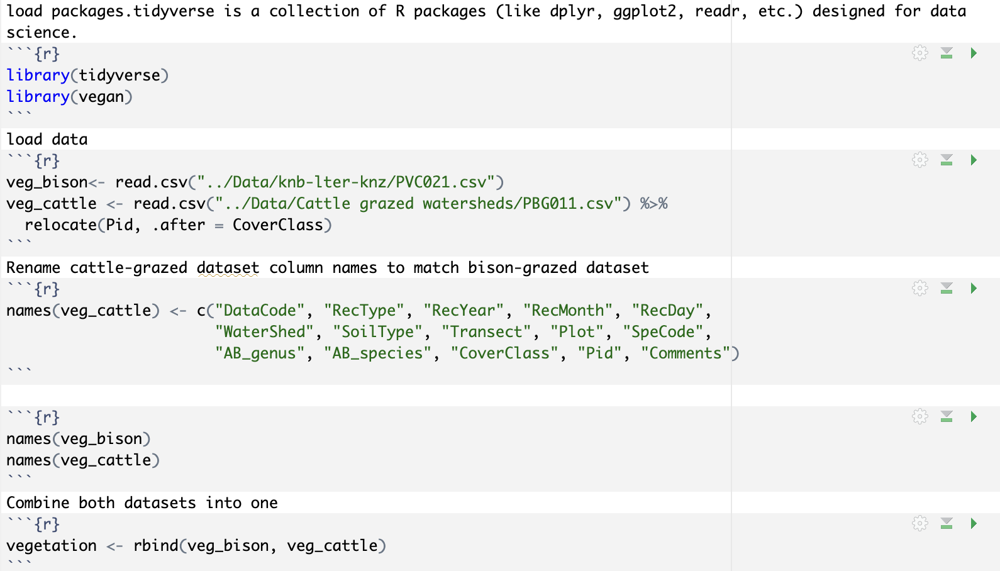 load packages.tidyverse is a collection of R packages (like dplyr, ggplot2, readr, etc.) designed for data
science.
```{r}
library(tidyverse)
library(vegan)
```
load data
```{r}
veg_bison<- read.csv("../Data/knb-lter-knz/PVC021.csv")
veg_cattle <- read.csv("../Data/Cattle grazed watersheds/PBG011.csv") %>%
  relocate(Pid, .after = CoverClass)
```
Rename cattle-grazed dataset column names to match bison-grazed dataset
```{r}
names(veg_cattle) <- c("DataCode", "RecType", "RecYear", "RecMonth", "RecDay",
                       "WaterShed", "SoilType", "Transect", "Plot", "SpeCode",
                       "AB_genus", "AB_species", "CoverClass", "Pid", "Comments")
```
```{r}
names(veg_bison)
names(veg_cattle)
```
Combine both datasets into one
```{r}
vegetation <- rbind(veg_bison, veg_cattle)
```